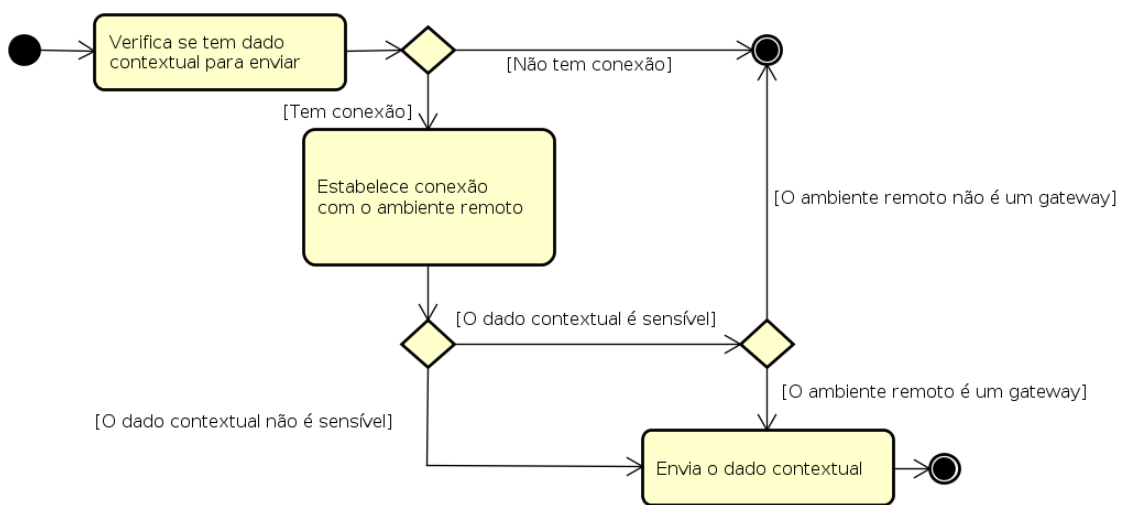 Verifica se tem dado
contextual para enviar
[Não tem conexão]
[Tem conexão]
Estabelece conexão
com o ambiente remoto
[O ambiente remoto não é um gateway]
[O dado contextual é sensível]
[O ambiente remoto é um gateway]
[O dado contextual não é sensível]
Envia o dado contextual